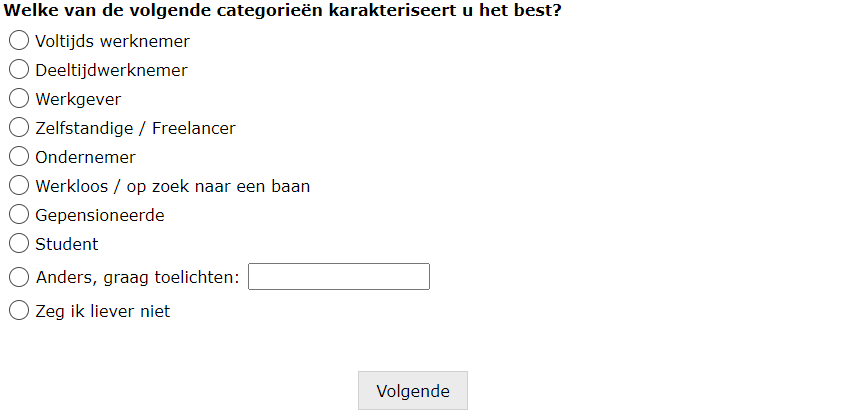 Welke van de volgende categorieën karakteriseert u het best?
Voltijds werknemer
Deeltijdwerknemer
Werkgever
Zelfstandige / Freelancer
Ondernemer
Werkloos / op zoek naar een baan
Gepensioneerde
Student
Anders, graag toelichten:
Zeg ik liever niet
Volgende